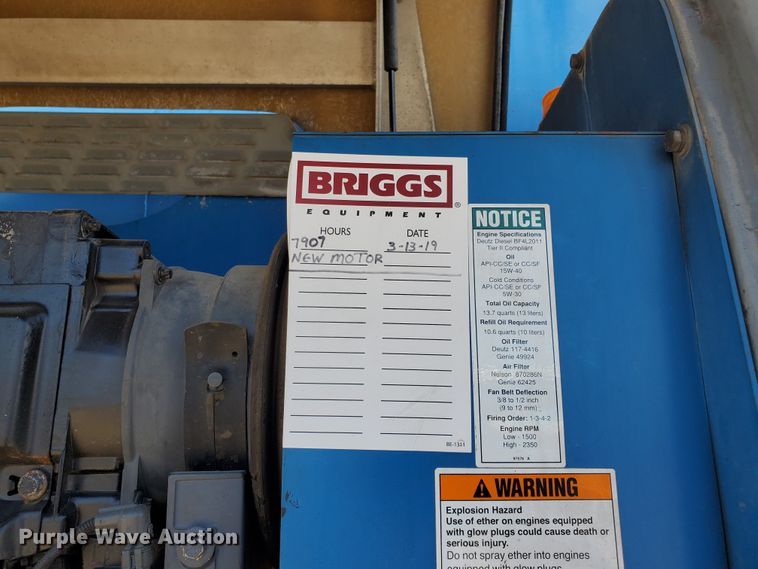 BRIGGS®
EQUIPMENT
HOURS DATE
7907 3-13-19
NEW MOTOR
BE-1351
NOTICE
Engine Specifications
Deutz Diesel BF4L2011
Tier II Compliant
Oil
API-CC/SE or CC/SF
15W-40
Cold Conditions
API-CC/SE or CC/SF
5W-30
Total Oil Capacity
13.7 quarts (13 liters)
Refill Oil Requirement
10.6 quarts (10 liters)
Oil Filter
Deutz 117-4416
Genie 49924
Air Filter
Nelson 870286N
Genie 62425
Fan Belt Deflection
3/8 to 1/2 inch
(9 to 12 mm)
Firing Order: 1-3-4-2
Engine RPM
Low - 1500
High - 2350
WARNING
Explosion Hazard
Use of ether on engines equipped
with glow plugs could cause death or
serious injury.
Do not spray ether into engines
equipped with glow plugs.
Purple Wave Auction